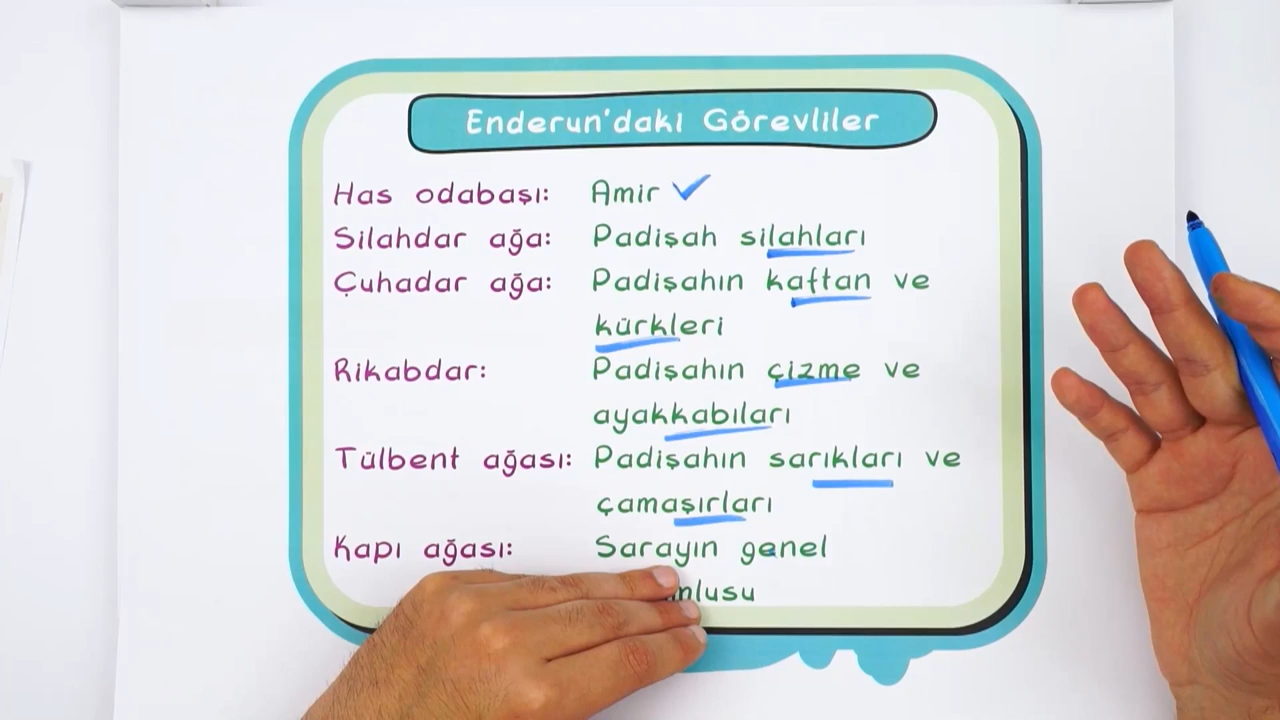 Enderun'daki Görevliler
Has odabaşı: Amir
Silahdar ağa: Padişah silahları
Çuhadar ağa: Padişahın kaftan ve
kürkleri
Rikabdar: Padişahın çizme ve
ayakkabıları
Tülbent ağası: Padişahın sarıkları ve
çamaşırları
Kapı ağası: Sarayın genel